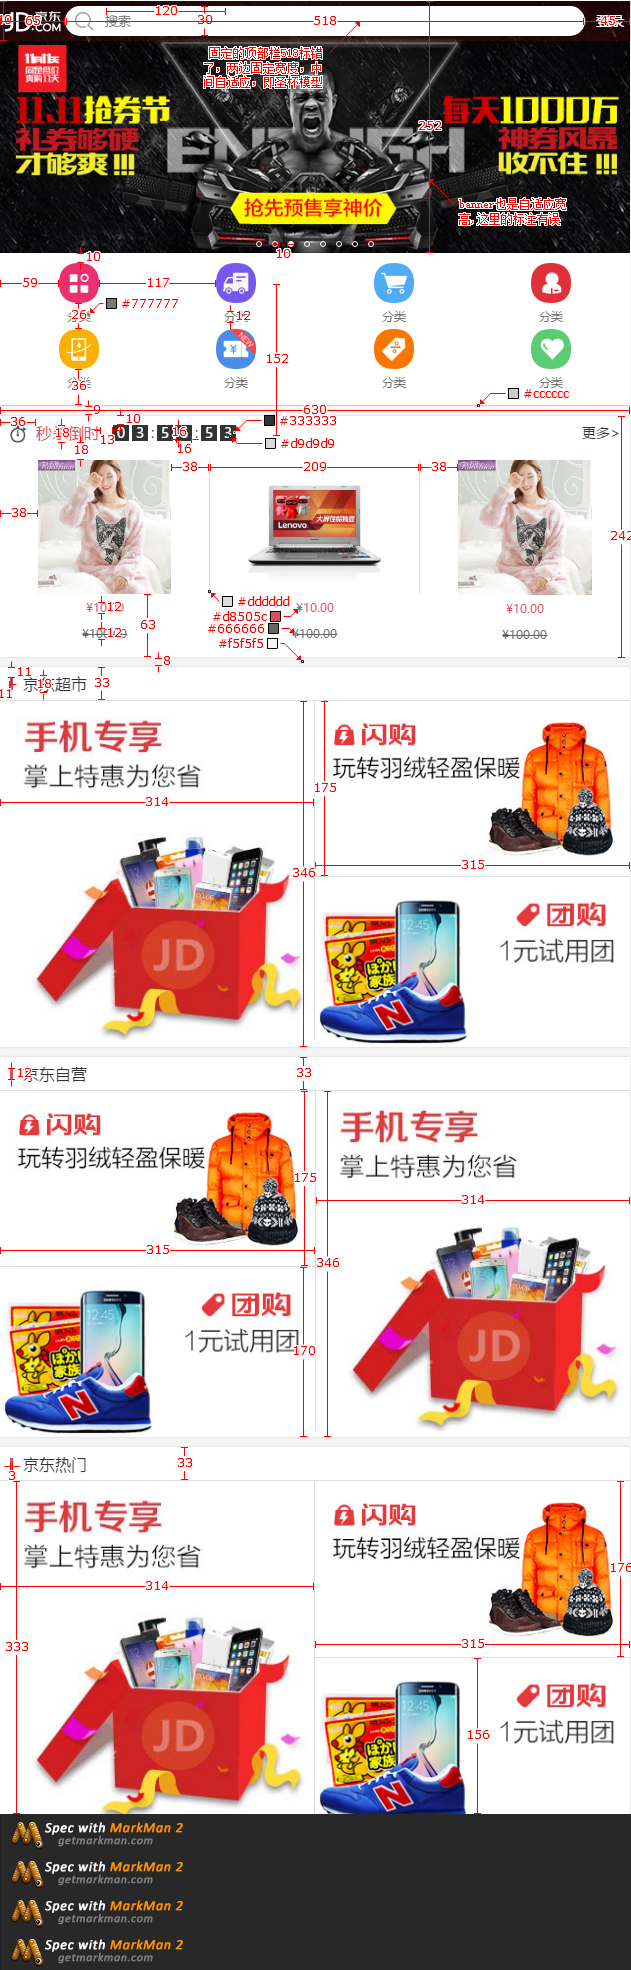 JD 京东 .COM
搜索
登录
10
65
120
30
518
45
固定的顶部栏518标错
了，两边固定宽度，中
间自适应，即圣杯模型
252
11.11抢券节
礼券够硬
才够爽 !!!
每天1000万
神券风暴
收不住 !!!
抢先预售享神价
banner也是自适应宽
高,这里的标注有误
10
10
59
117
26
#777777
分类
分类
分类
分类
12
NEW
152
分类
分类
分类
分类
36
#cccccc
9
630
36
10
#333333
18
13
16
18
16
#d9d9d9
03:5
:53
更多>
38
209
38
38
242
Lenovo
#dddddd
12
¥10.00
¥10.00
#d8505c
63
#666666
12
¥100.00
¥100.00
#f5f5f5
8
11
18
33
11
京东超市
手机专享
掌上特惠为您省
闪购
玩转羽绒轻盈保暖
175
314
315
346
JD
团购
1元试用团
12
京东自营
33
闪购
玩转羽绒轻盈保暖
手机专享
掌上特惠为您省
175
314
315
346
团购
1元试用团
170
JD
3
京东热门
33
手机专享
掌上特惠为您省
闪购
玩转羽绒轻盈保暖
176
314
333
315
团购
1元试用团
156
JD
Spec with MarkMan 2
getmarkman.com
Spec with MarkMan 2
getmarkman.com
Spec with MarkMan 2
getmarkman.com
Spec with MarkMan 2
getmarkman.com